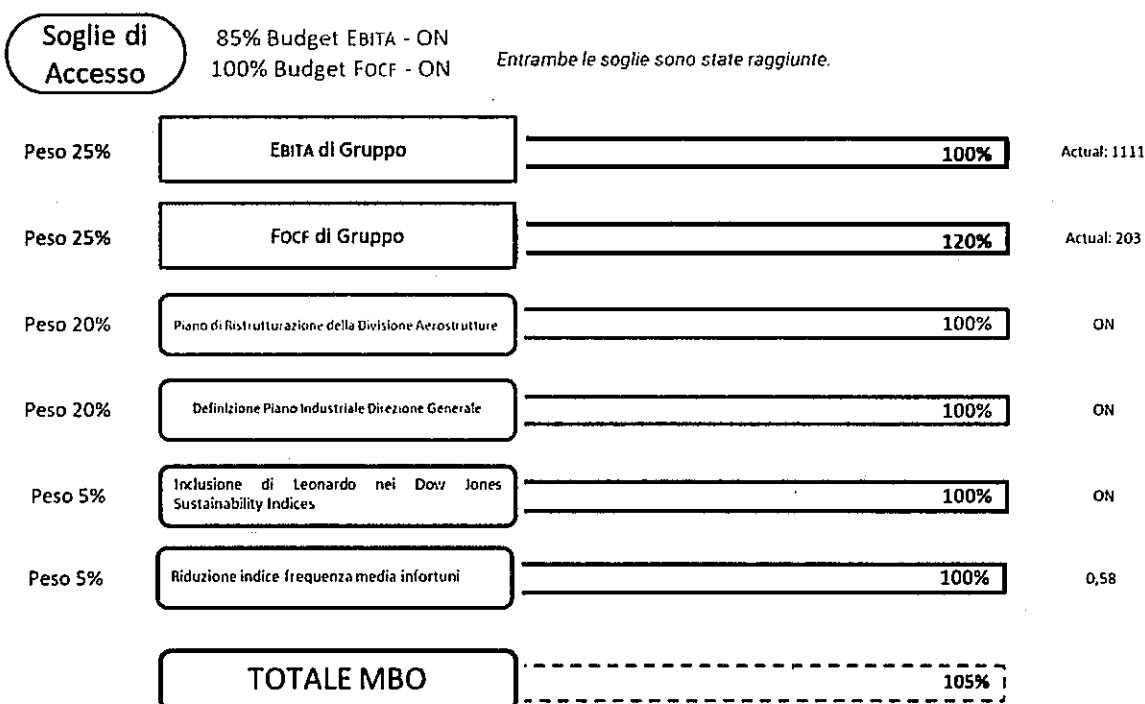 Soglie di
Accesso
85% Budget EBITA - ON
100% Budget FOCF - ON
Entrambe le soglie sono state raggiunte.
Peso 25%
EBITA di Gruppo
100%
Actual: 1111
Peso 25%
FOCF di Gruppo
120%
Actual: 203
Peso 20%
Piano di Ristrutturazione della Divisione Aerostrutture
100%
ON
Peso 20%
Definizione Piano Industriale Direzione Generale
100%
ON
Peso 5%
Inclusione di Leonardo nei Dow Jones
Sustainability Indices
100%
ON
Peso 5%
Riduzione indice frequenza media infortuni
100%
0,58
TOTALE MBO
105%